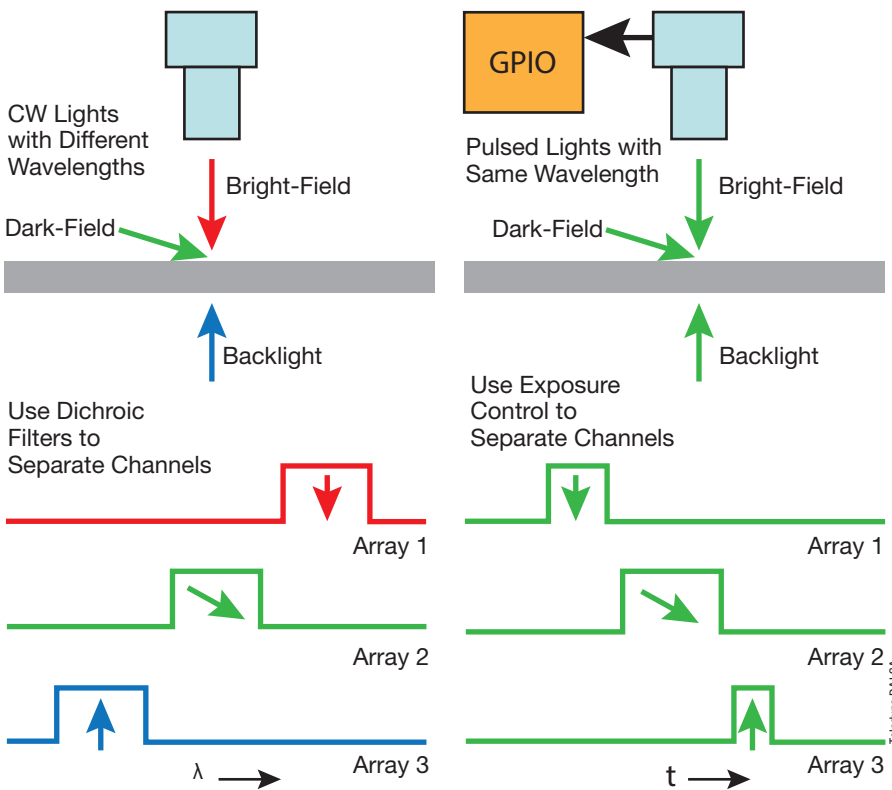 CW Lights
with Different
Wavelengths
Bright-Field
Dark-Field
Backlight
Use Dichroic
Filters to
Separate Channels
Array 1
Array 2
Array 3
λ
GPIO
Pulsed Lights with
Same Wavelength
Bright-Field
Dark-Field
Backlight
Use Exposure
Control to
Separate Channels
Array 1
Array 2
Array 3
t